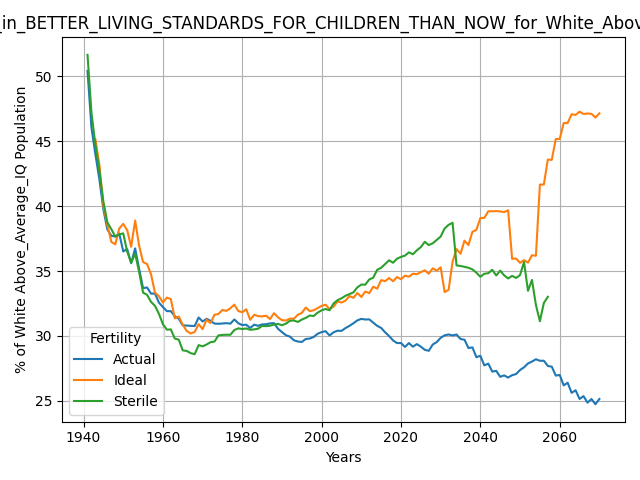 _in_BETTER_LIVING_STANDARDS_FOR_CHILDREN_THAN_NOW_for_White_Abov
% of White Above_Average_IQ Population
50
45
40
35
30
25
Fertility
Actual
Ideal
Sterile
1940 1960 1980 2000 2020 2040 2060
Years